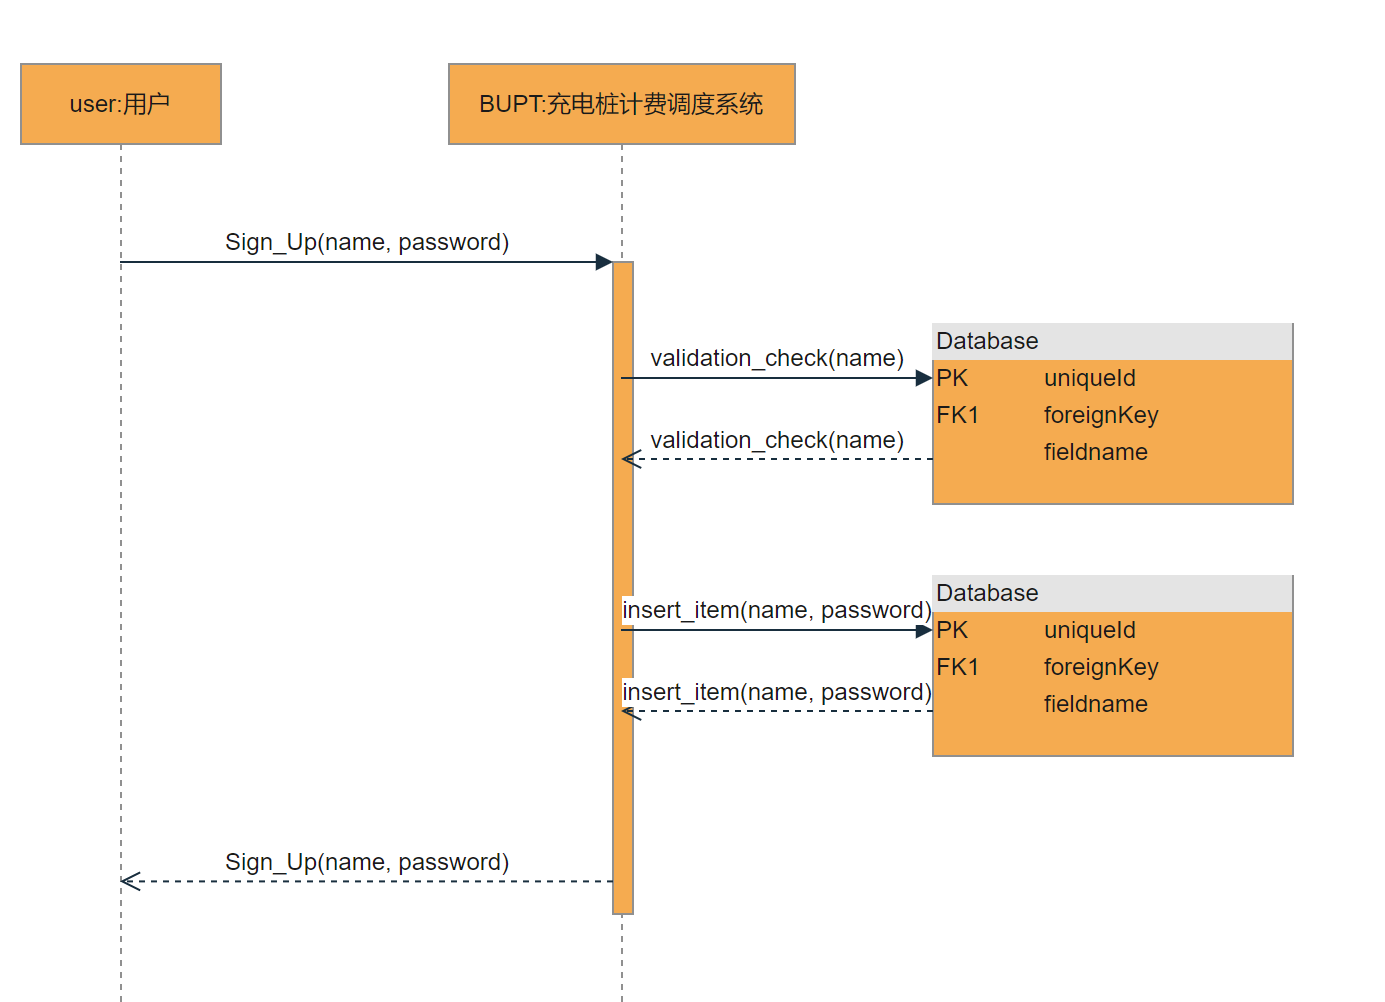 user:用户
BUPT:充电桩计费调度系统
Sign_Up(name, password)
Database
validation_check(name)
PK uniqueId
FK1 foreignKey
validation_check(name)
fieldname
Database
insert_item(name, password)
PK uniqueId
FK1 foreignKey
insert_item(name, password)
fieldname
Sign_Up(name, password)